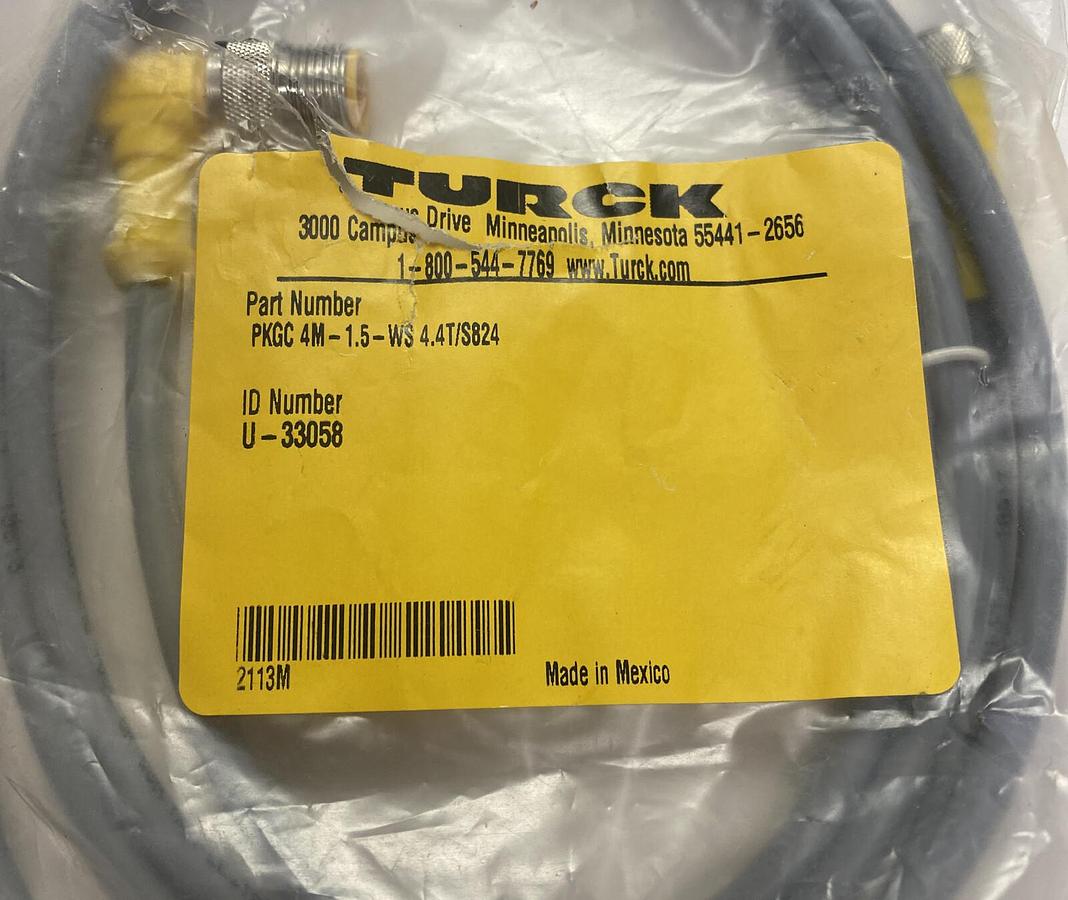 TURCK
3000 Campus Drive Minneapolis, Minnesota 55441-2656
1-800-544-7769 www.Turck.com
Part Number
PKGC 4M-1.5-WS 4.4T/S824
ID Number
U-33058
2113M
Made in Mexico